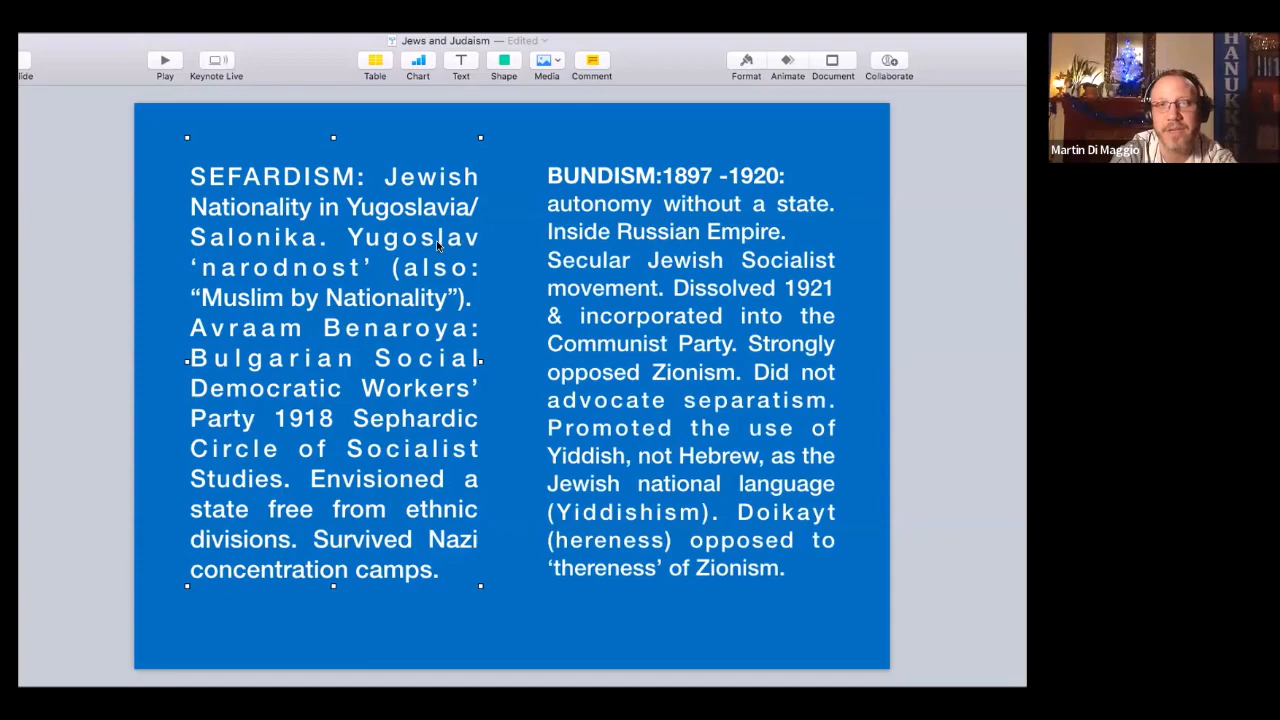 Jews and Judaism — Edited
ide
Play
Keynote Live
Table
Chart
Text
Shape
Media
Comment
Format
Animate
Document
Collaborate
SEFARDISM: Jewish
Nationality in Yugoslavia/
Salonika. Yugoslav
‘narodnost’ (also:
“Muslim by Nationality”).
Avraam Benaroya:
Bulgarian Social
Democratic Workers’
Party 1918 Sephardic
Circle of Socialist
Studies. Envisioned a
state free from ethnic
divisions. Survived Nazi
concentration camps.
BUNDISM:1897 -1920:
autonomy without a state.
Inside Russian Empire.
Secular Jewish Socialist
movement. Dissolved 1921
& incorporated into the
Communist Party. Strongly
opposed Zionism. Did not
advocate separatism.
Promoted the use of
Yiddish, not Hebrew, as the
Jewish national language
(Yiddishism). Doikayt
(hereness) opposed to
‘thereness’ of Zionism.
HANUKKA
Martin Di Maggio